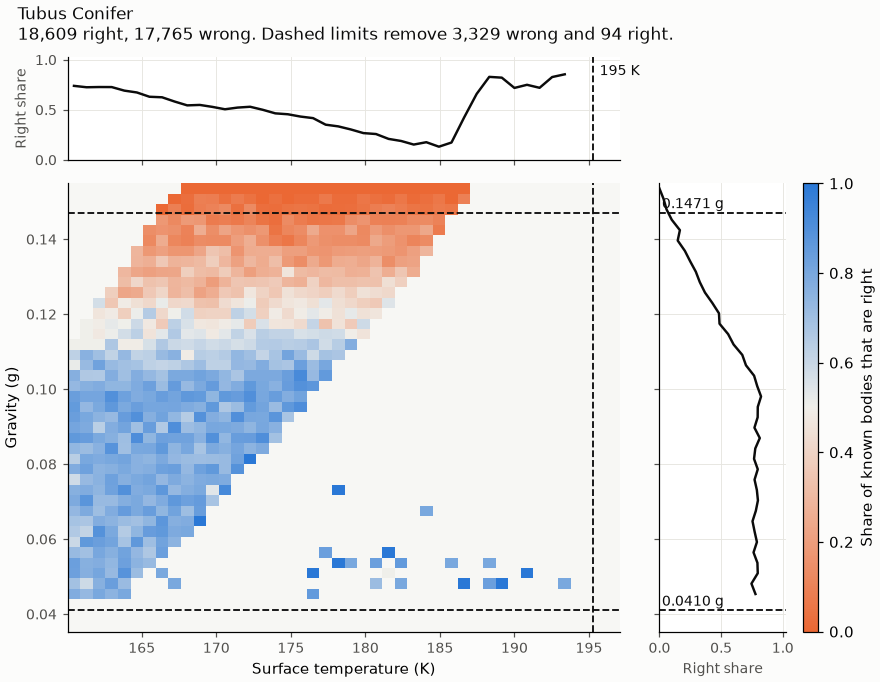 Tubus Conifer
18,609 right, 17,765 wrong. Dashed limits remove 3,329 wrong and 94 right.
Right share
1.0
0.5
0.0
195 K
Gravity (g)
0.14
0.12
0.10
0.08
0.06
0.04
165
170
175
180
185
190
195
Surface temperature (K)
0.1471 g
0.0410 g
0.0
0.5
1.0
Right share
1.0
0.8
0.6
0.4
0.2
0.0
Share of known bodies that are right